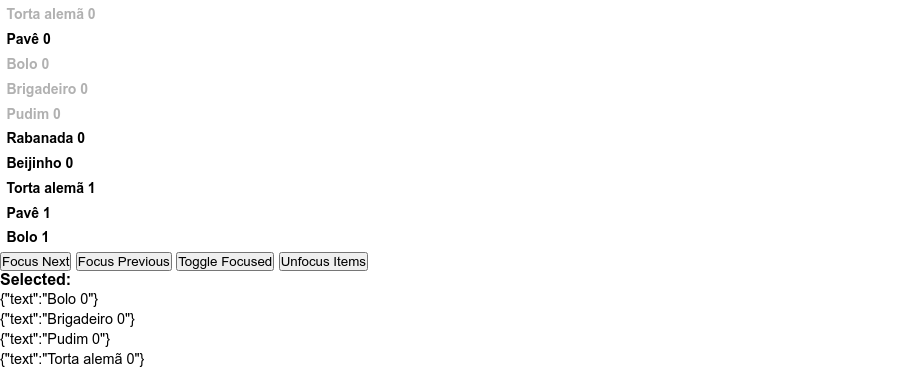 Torta alemã 0
Pavê 0
Bolo 0
Brigadeiro 0
Pudim 0
Rabanada 0
Beijinho 0
Torta alemã 1
Pavê 1
Bolo 1
Focus Next Focus Previous Toggle Focused Unfocus Items
Selected:
{"text":"Bolo 0"}
{"text":"Brigadeiro 0"}
{"text":"Pudim 0"}
{"text":"Torta alemã 0"}